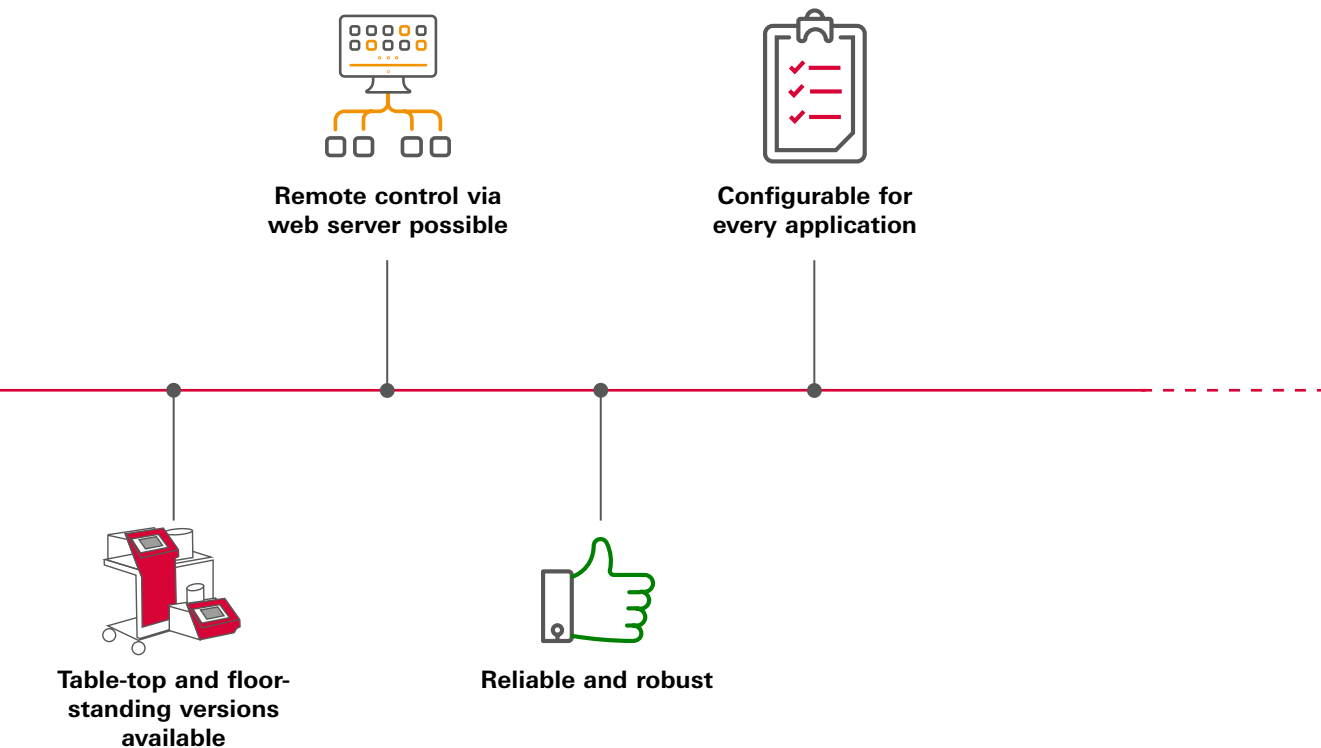 Remote control via
web server possible
Configurable for
every application
Table-top and floor-
standing versions
available
Reliable and robust